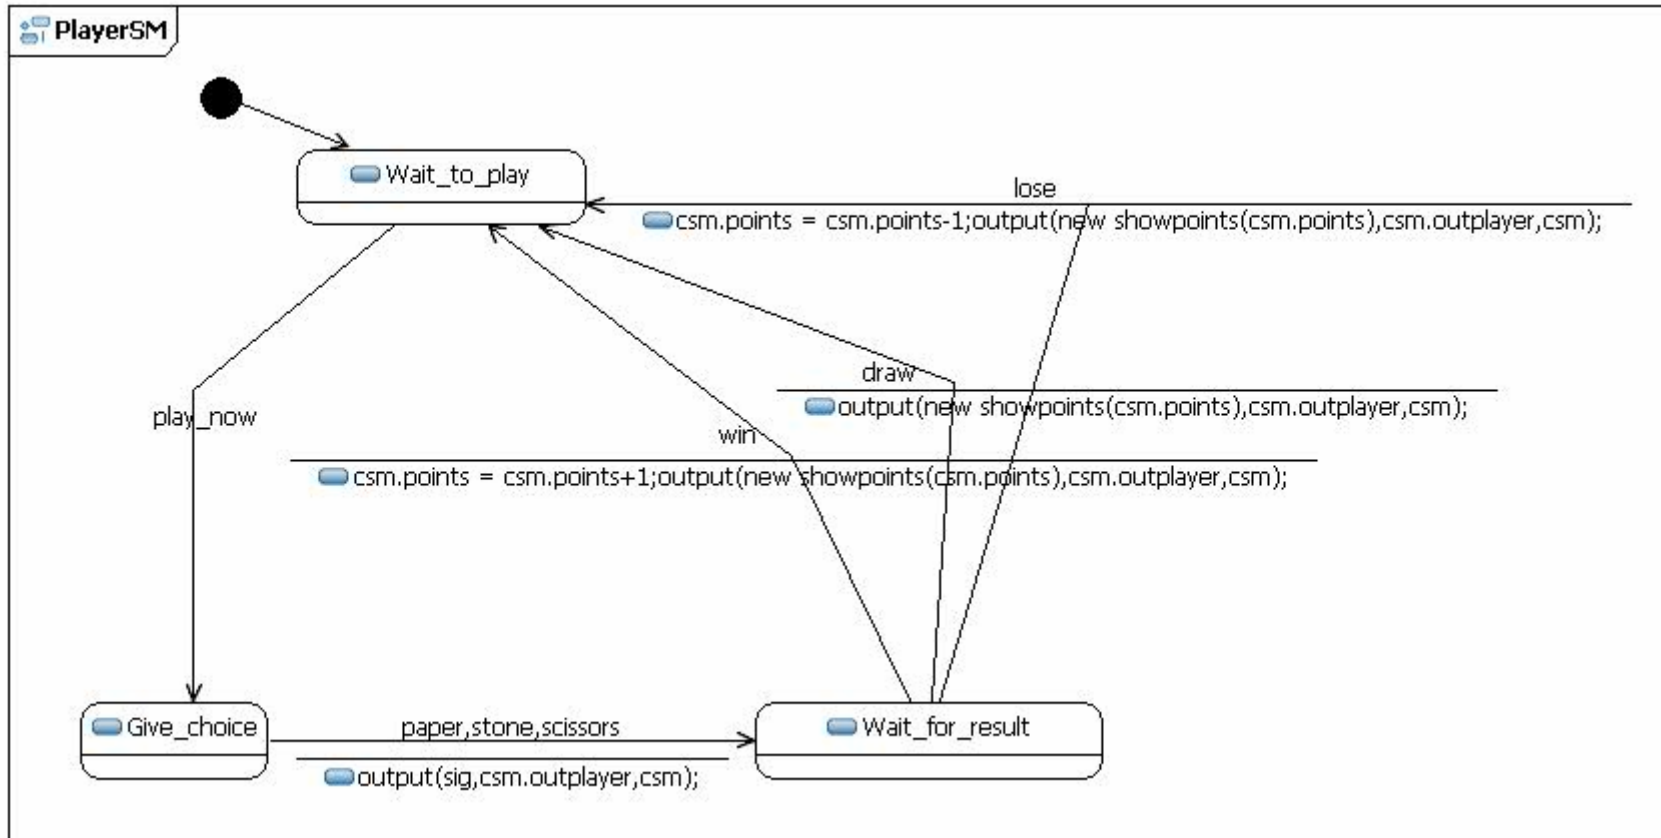 PlayerSM
Wait_to_play
lose
csm.points = csm.points-1;output(new showpoints(csm.points),csm.outplayer,csm);
draw
output(new showpoints(csm.points),csm.outplayer,csm);
play_now
win
csm.points = csm.points+1;output(new showpoints(csm.points),csm.outplayer,csm);
Give_choice
paper,stone,scissors
output(sig,csm.outplayer,csm);
Wait_for_result